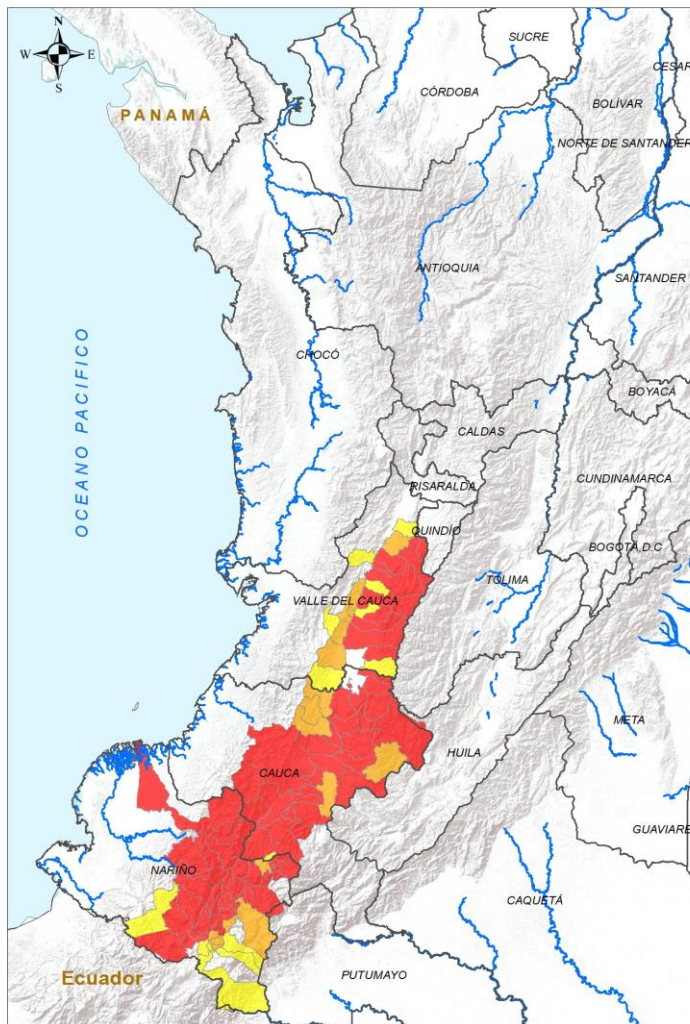 N
W E
S
SUCRE
CESAR
CÓRDOBA
BOLÍVAR
PANAMÁ
NORTE DE SANTANDER
ANTIOQUIA
SANTANDER
OCEANO PACIFICO
CHOCÓ
BOYACÁ
CALDAS
CUNDINAMARCA
RISARALDA
QUINDÍO
BOGOTÁ,D.C
TOLIMA
VALLE DEL CAUCA
META
HUILA
CAUCA
GUAVIARE
NARIÑO
CAQUETÁ
PUTUMAYO
Ecuador